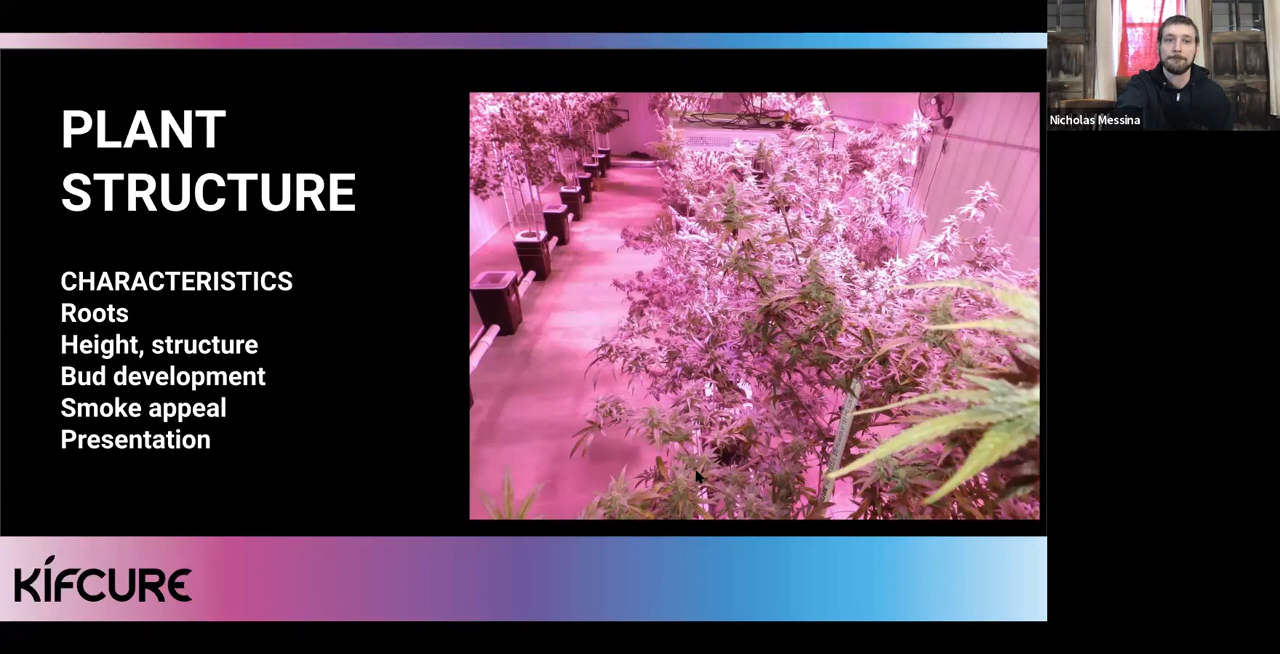 PLANT
STRUCTURE
CHARACTERISTICS
Roots
Height, structure
Bud development
Smoke appeal
Presentation
KIFCURE
Nicholas Messina